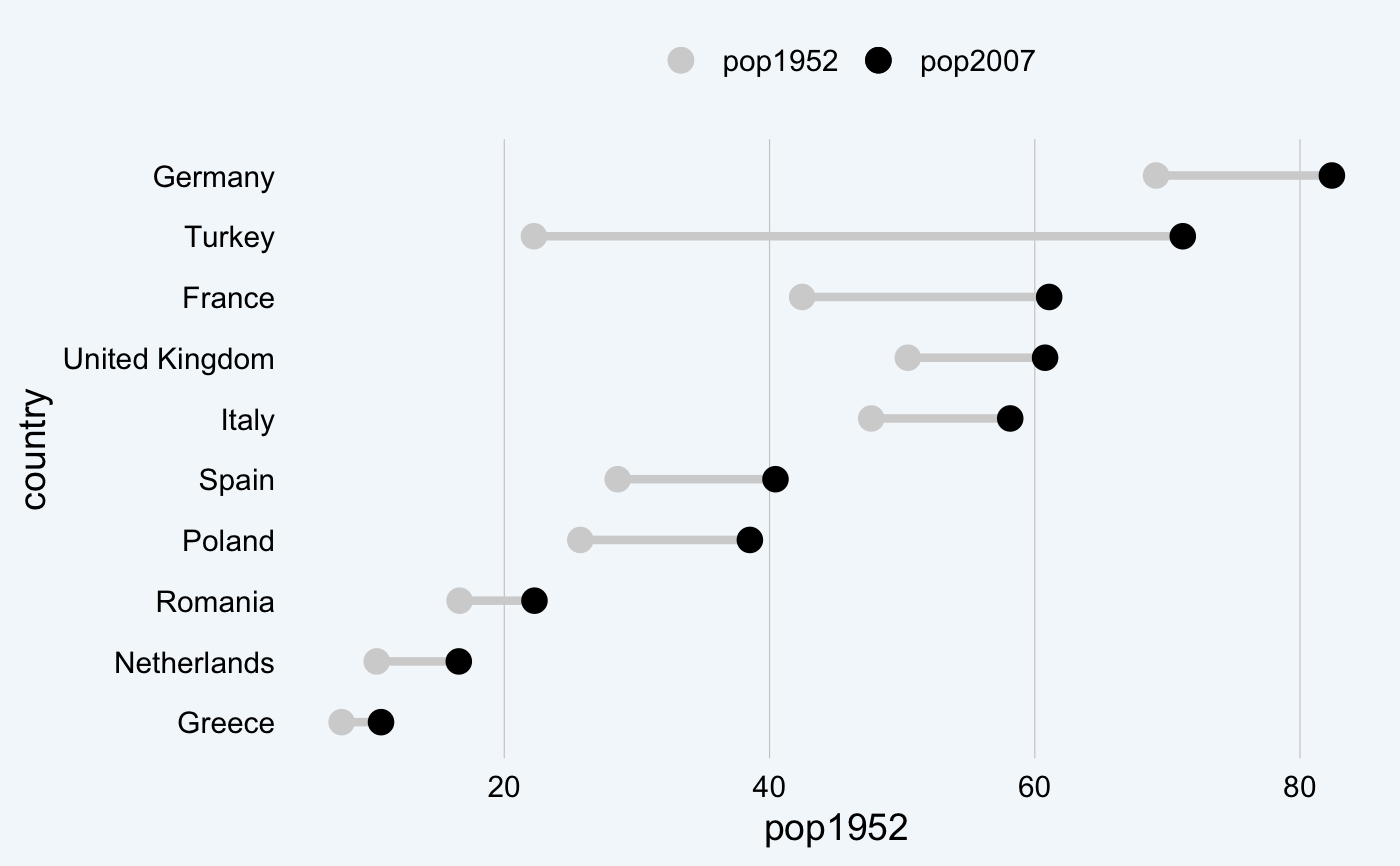 pop1952 pop2007
Germany
Turkey
France
United Kingdom
Italy
Spain
Poland
Romania
Netherlands
Greece
country
20 40 60 80
pop1952